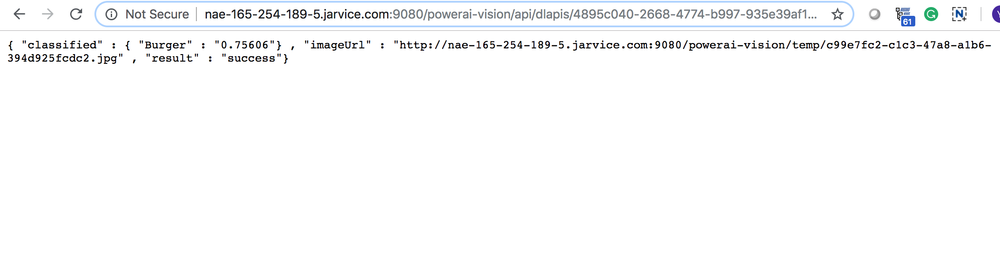 Not Secure nae-165-254-189-5.jarvice.com:9080/powerai-vision/api/dlapis/4895c040-2668-4774-b997-935e39af1... 61 G N
{ "classified" : { "Burger" : "0.75606"} , "imageUrl" : "http://nae-165-254-189-5.jarvice.com:9080/powerai-vision/temp/c99e7fc2-c1c3-47a8-a1b6-
394d925fcdc2.jpg" , "result" : "success"}